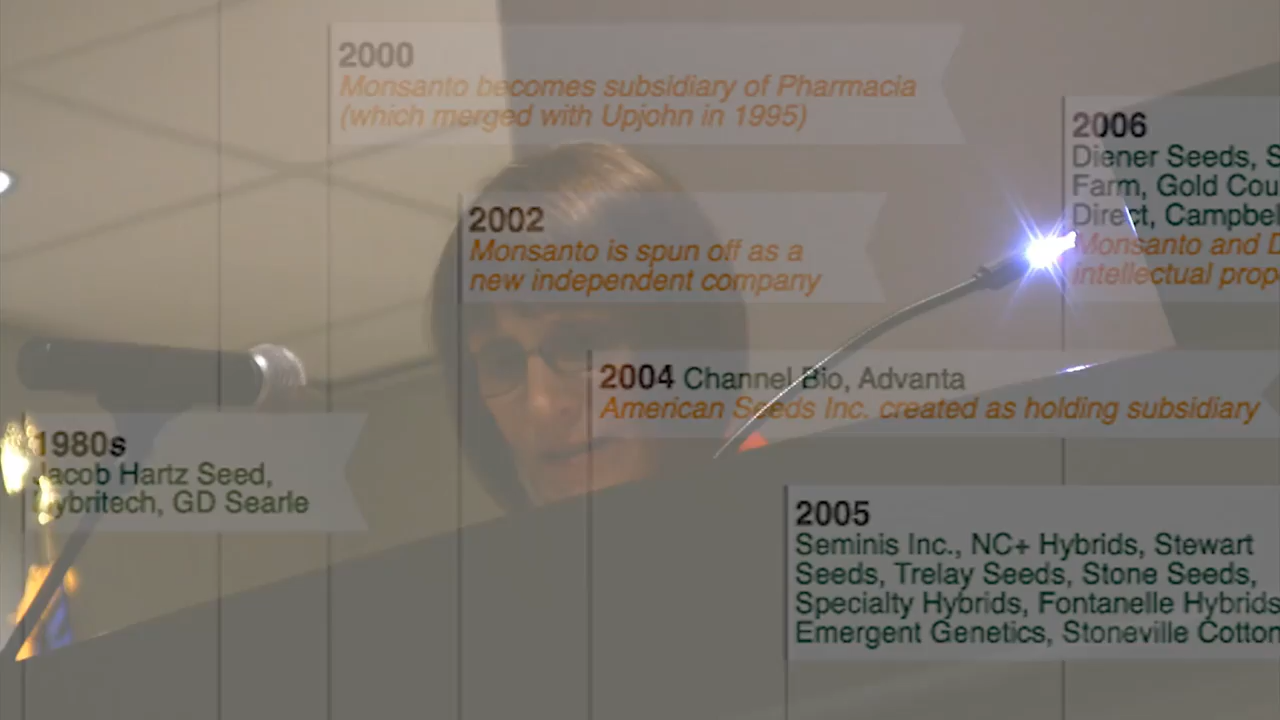 2000
Monsanto becomes subsidiary of Pharmacia
(which merged with Upjohn in 1995)
2002
Monsanto is spun off as a
new independent company
2004 Channel Bio, Advanta
American Seeds Inc. created as holding subsidiary
1980s
Jacob Hartz Seed,
Hybritech, GD Searle
2005
Seminis Inc., NC+ Hybrids, Stewart
Seeds, Trelay Seeds, Stone Seeds,
Specialty Hybrids, Fontanelle Hybrids
Emergent Genetics, Stoneville Cotton
2006
Diener Seeds,
Farm, Gold
Direct,
Monsanto and
intellectual